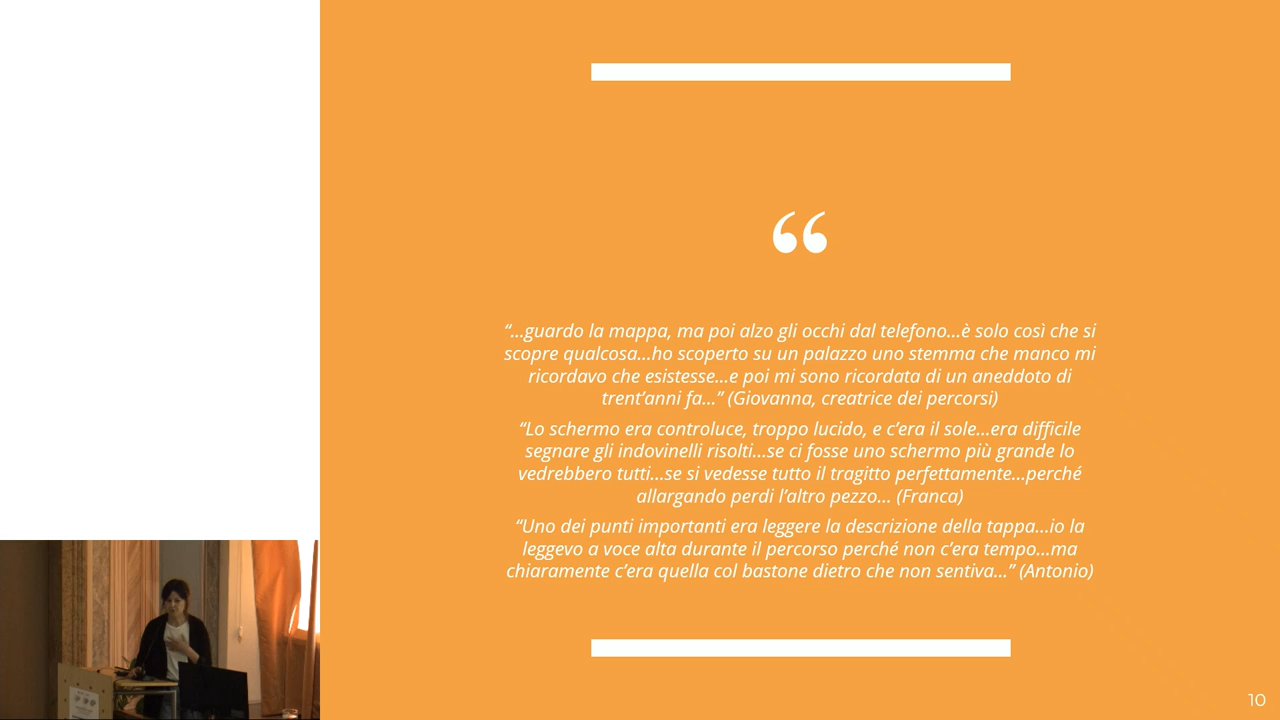 “
“...guardo la mappa, ma poi alzo gli occhi dal telefono...è solo così che si
scopre qualcosa...ho scoperto su un palazzo uno stemma che manco mi
ricordavo che esistesse...e poi mi sono ricordata di un aneddoto di
trent’anni fa...” (Giovanna, creatrice dei percorsi)
“Lo schermo era controluce, troppo lucido, e c’era il sole...era difficile
segnare gli indovinelli risolti...se ci fosse uno schermo più grande lo
vedrebbero tutti...se si vedesse tutto il tragitto perfettamente...perché
allargando perdi l’altro pezzo... (Franca)
“Uno dei punti importanti era leggere la descrizione della tappa...io la
leggevo a voce alta durante il percorso perché non c’era tempo...ma
chiaramente c’era quella col bastone dietro che non sentiva...” (Antonio)
10